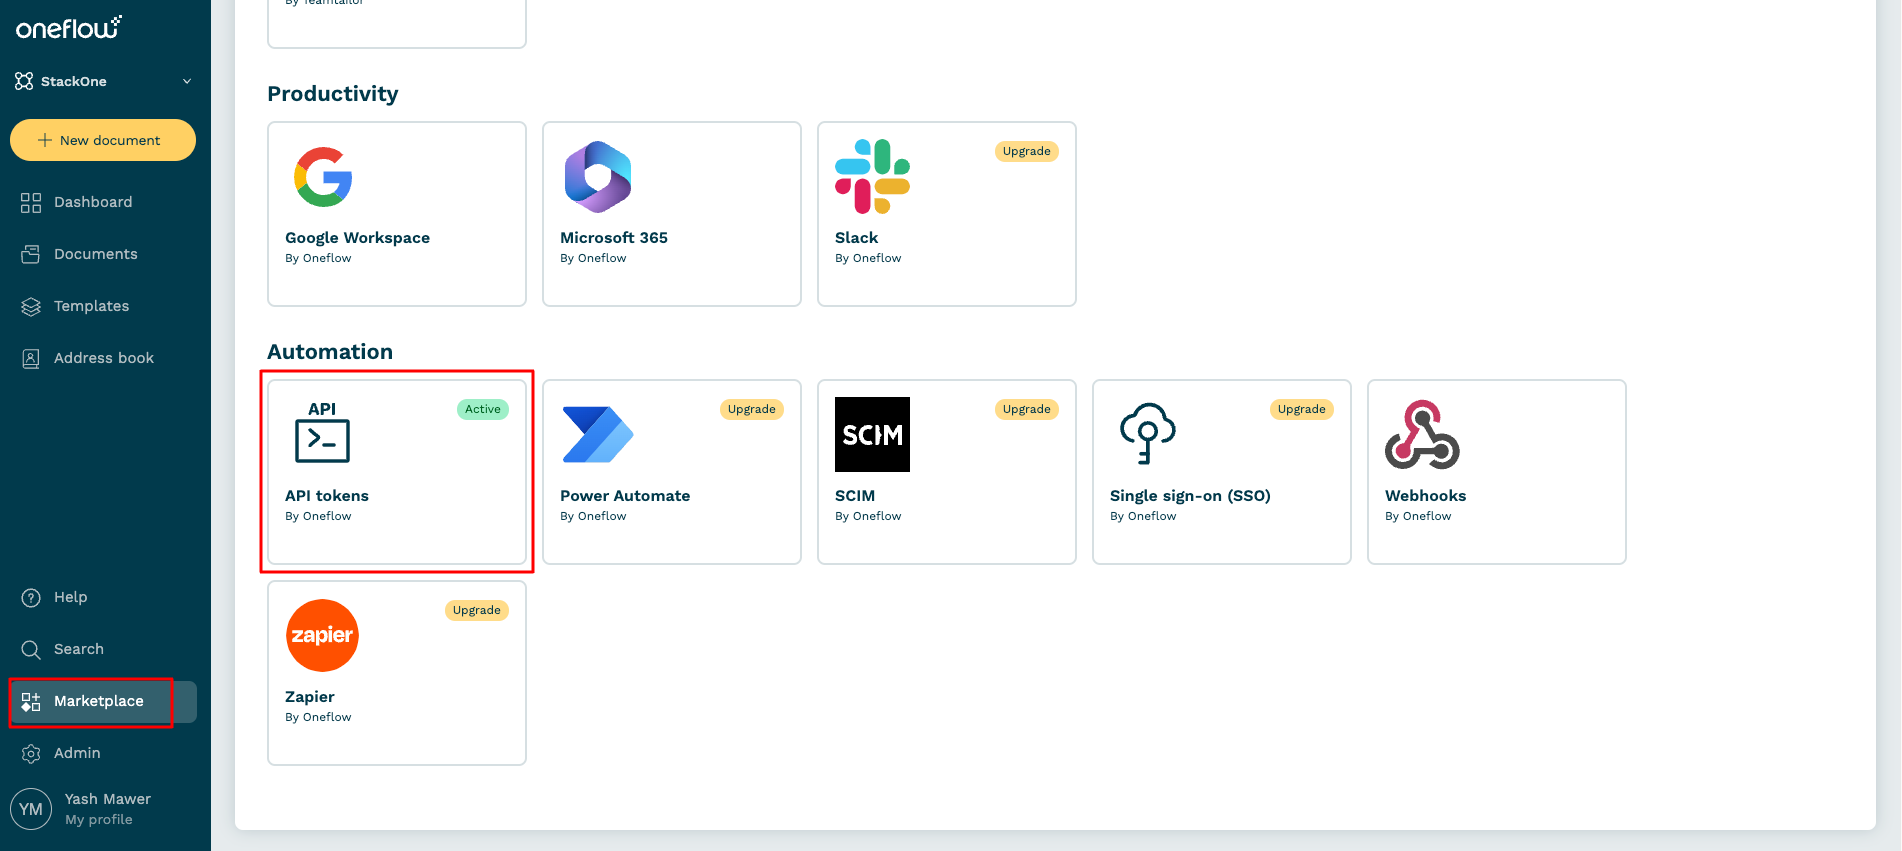 oneflow
StackOne
New document
Dashboard
Documents
Templates
Address book
Help
Search
Marketplace
Admin
YM
Yash Mawer
My profile
By Teamtailor
Productivity
Google Workspace
By Oneflow
Microsoft 365
By Oneflow
Upgrade
Slack
By Oneflow
Automation
API
Active
API tokens
By Oneflow
Upgrade
Power Automate
By Oneflow
SCIM
Upgrade
SCIM
By Oneflow
Upgrade
Single sign-on (SSO)
By Oneflow
Webhooks
By Oneflow
zapier
Upgrade
Zapier
By Oneflow